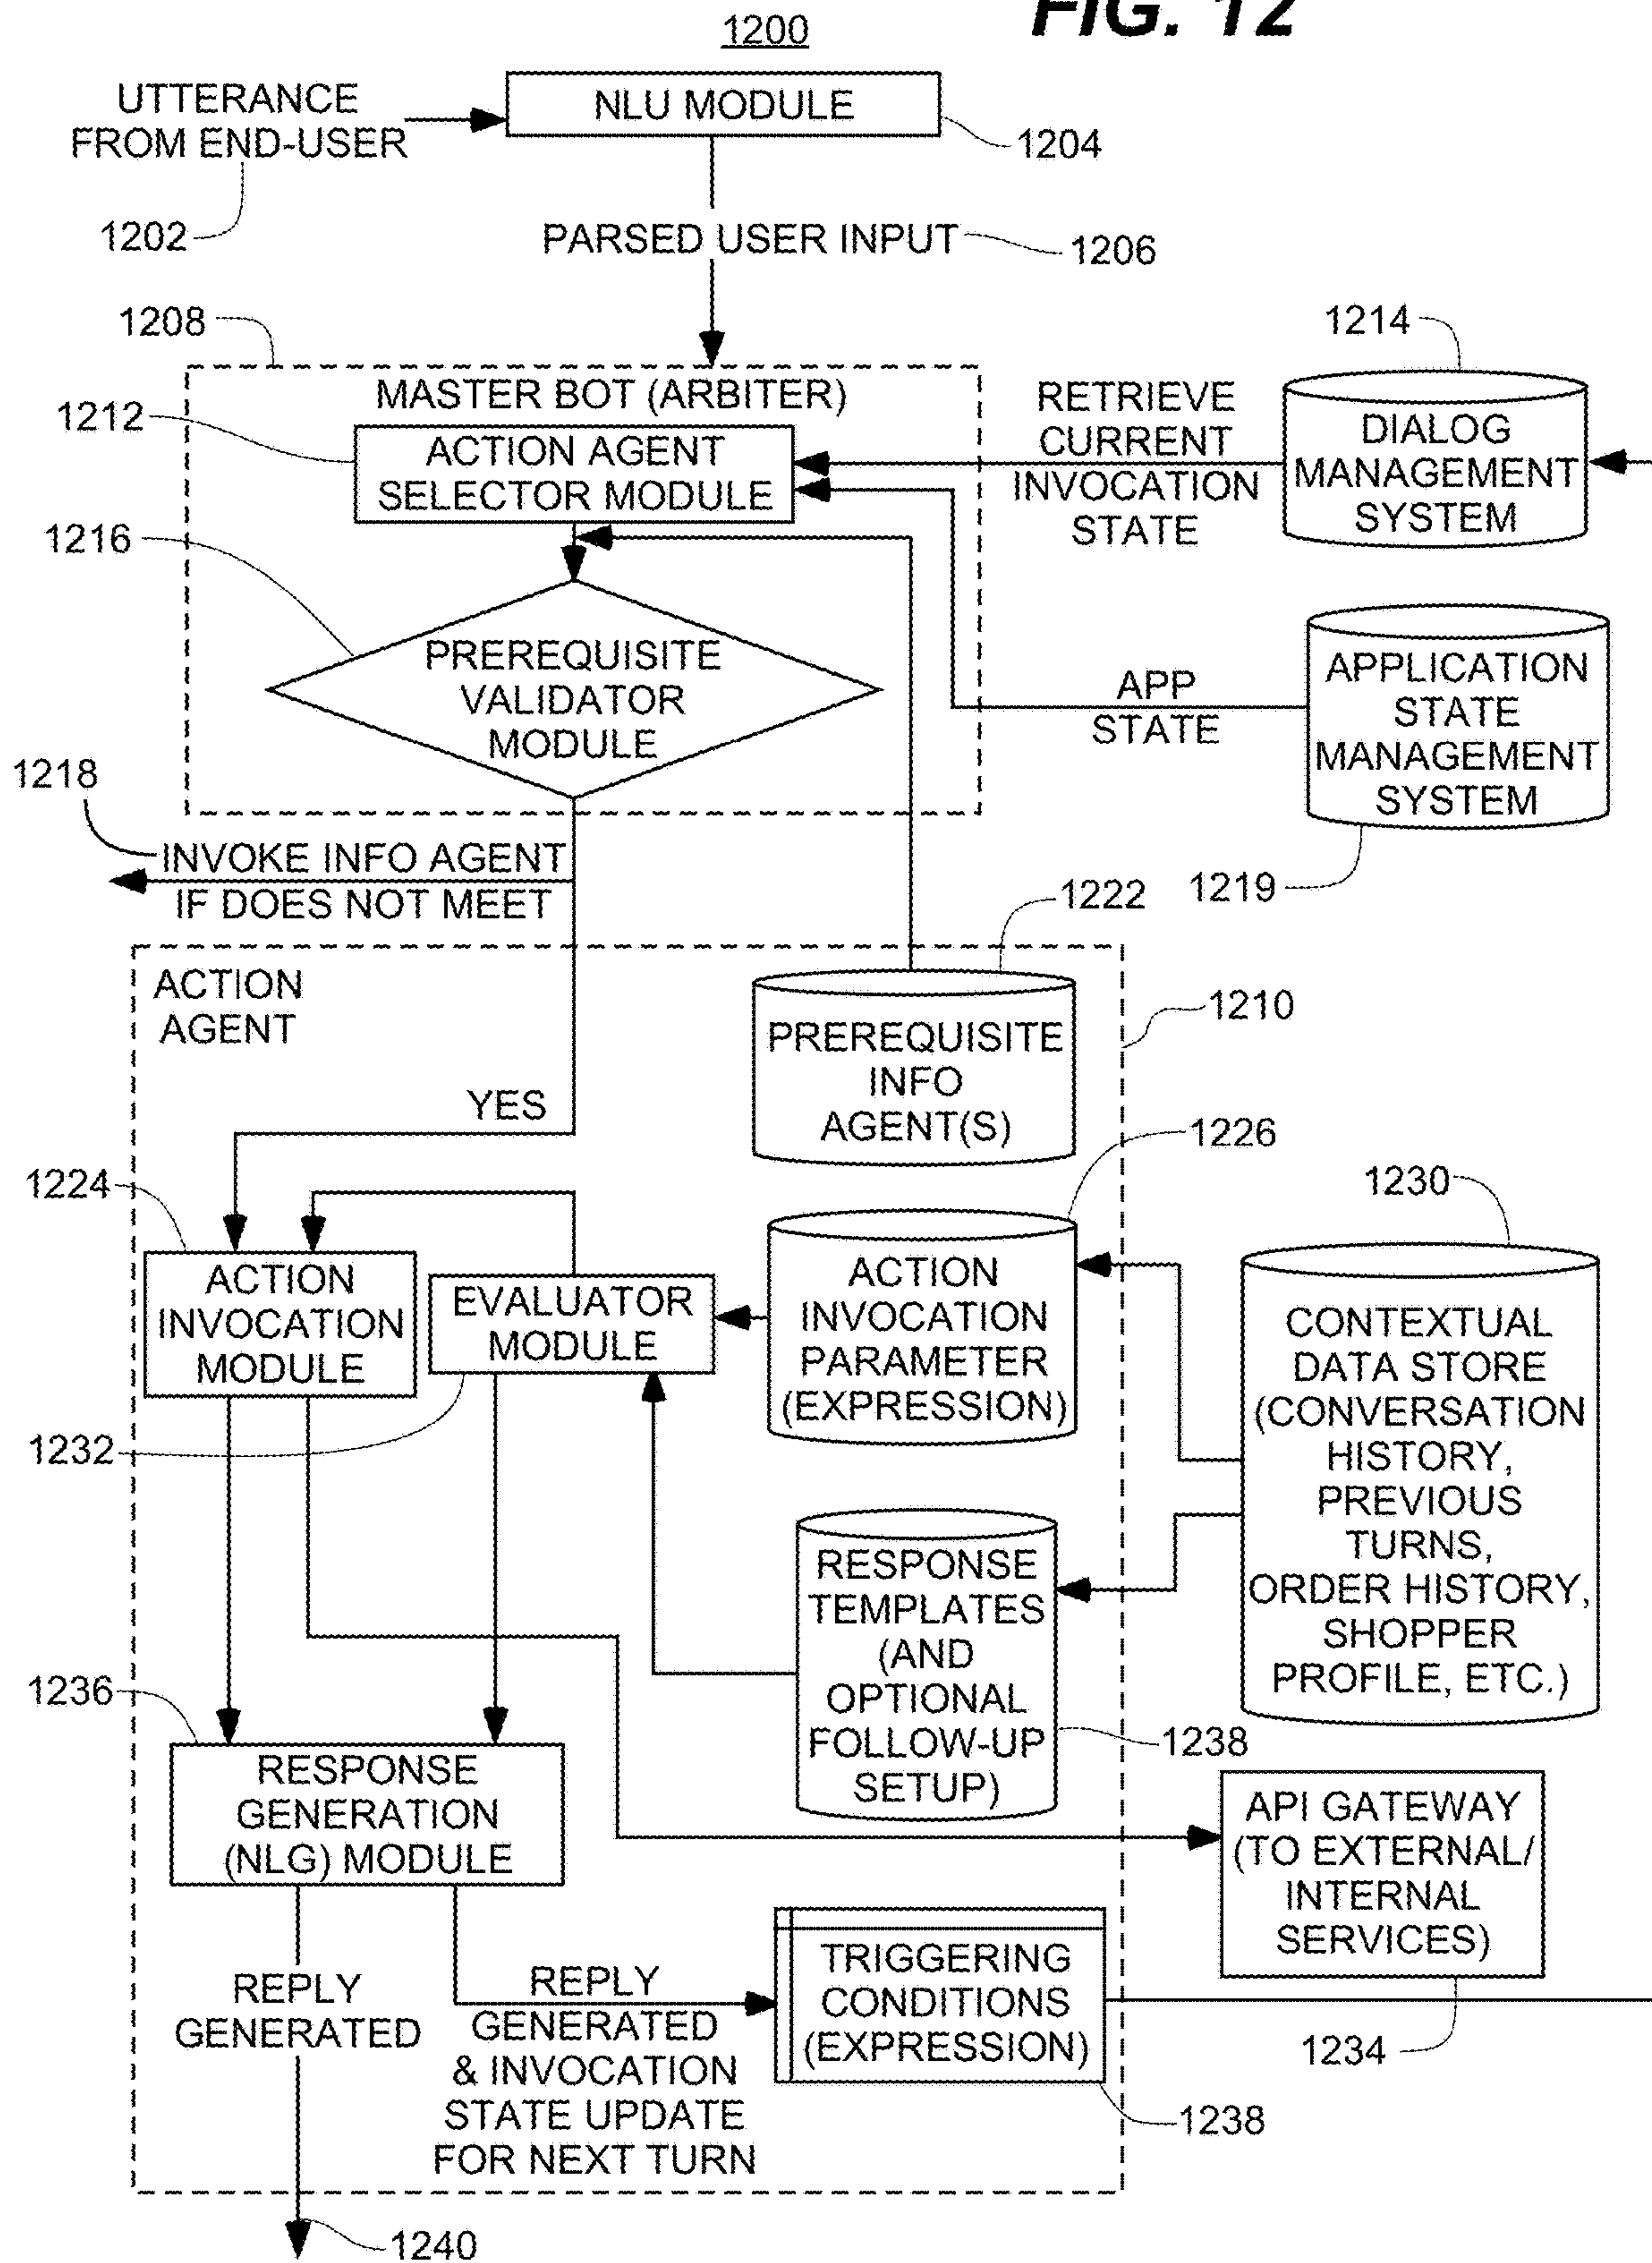 FIG. 12
1200
UTTERANCE
FROM END-USER
1202
NLU MODULE
1204
PARSED USER INPUT
1206
1208
MASTER BOT (ARBITER)
1212
ACTION AGENT
SELECTOR MODULE
RETRIEVE
CURRENT
INVOCATION
STATE
1214
DIALOG
MANAGEMENT
SYSTEM
1216
PREREQUISITE
VALIDATOR
MODULE
APP
STATE
APPLICATION
STATE
MANAGEMENT
SYSTEM
1219
1218
INVOKE INFO AGENT
IF DOES NOT MEET
1222
ACTION
AGENT
1210
PREREQUISITE
INFO
AGENT(S)
YES
1226
1224
ACTION
INVOCATION
MODULE
EVALUATOR
MODULE
1232
ACTION
INVOCATION
PARAMETER
(EXPRESSION)
1230
CONTEXTUAL
DATA STORE
(CONVERSATION
HISTORY,
PREVIOUS
TURNS,
ORDER HISTORY,
SHOPPER
PROFILE, ETC.)
RESPONSE
TEMPLATES
(AND
OPTIONAL
FOLLOW-UP
SETUP)
1238
1236
RESPONSE
GENERATION
(NLG) MODULE
API GATEWAY
(TO EXTERNAL/
INTERNAL
SERVICES)
1234
REPLY
GENERATED
REPLY
GENERATED
& INVOCATION
STATE UPDATE
FOR NEXT TURN
TRIGGERING
CONDITIONS
(EXPRESSION)
1238
1240